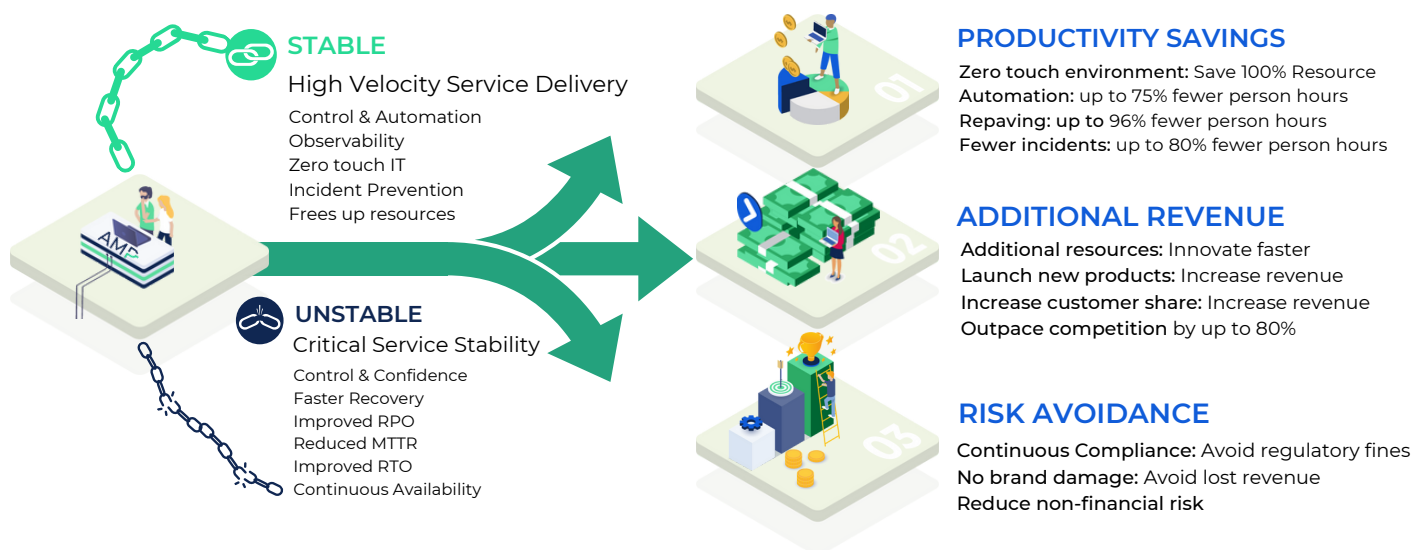 STABLE
High Velocity Service Delivery
Control & Automation
Observability
Zero touch IT
Incident Prevention
Frees up resources
AMP
UNSTABLE
Critical Service Stability
Control & Confidence
Faster Recovery
Improved RPO
Reduced MTTR
Improved RTO
Continuous Availability
01
PRODUCTIVITY SAVINGS
Zero touch environment: Save 100% Resource
Automation: up to 75% fewer person hours
Repaving: up to 96% fewer person hours
Fewer incidents: up to 80% fewer person hours
02
ADDITIONAL REVENUE
Additional resources: Innovate faster
Launch new products: Increase revenue
Increase customer share: Increase revenue
Outpace competition by up to 80%
03
RISK AVOIDANCE
Continuous Compliance: Avoid regulatory fines
No brand damage: Avoid lost revenue
Reduce non-financial risk